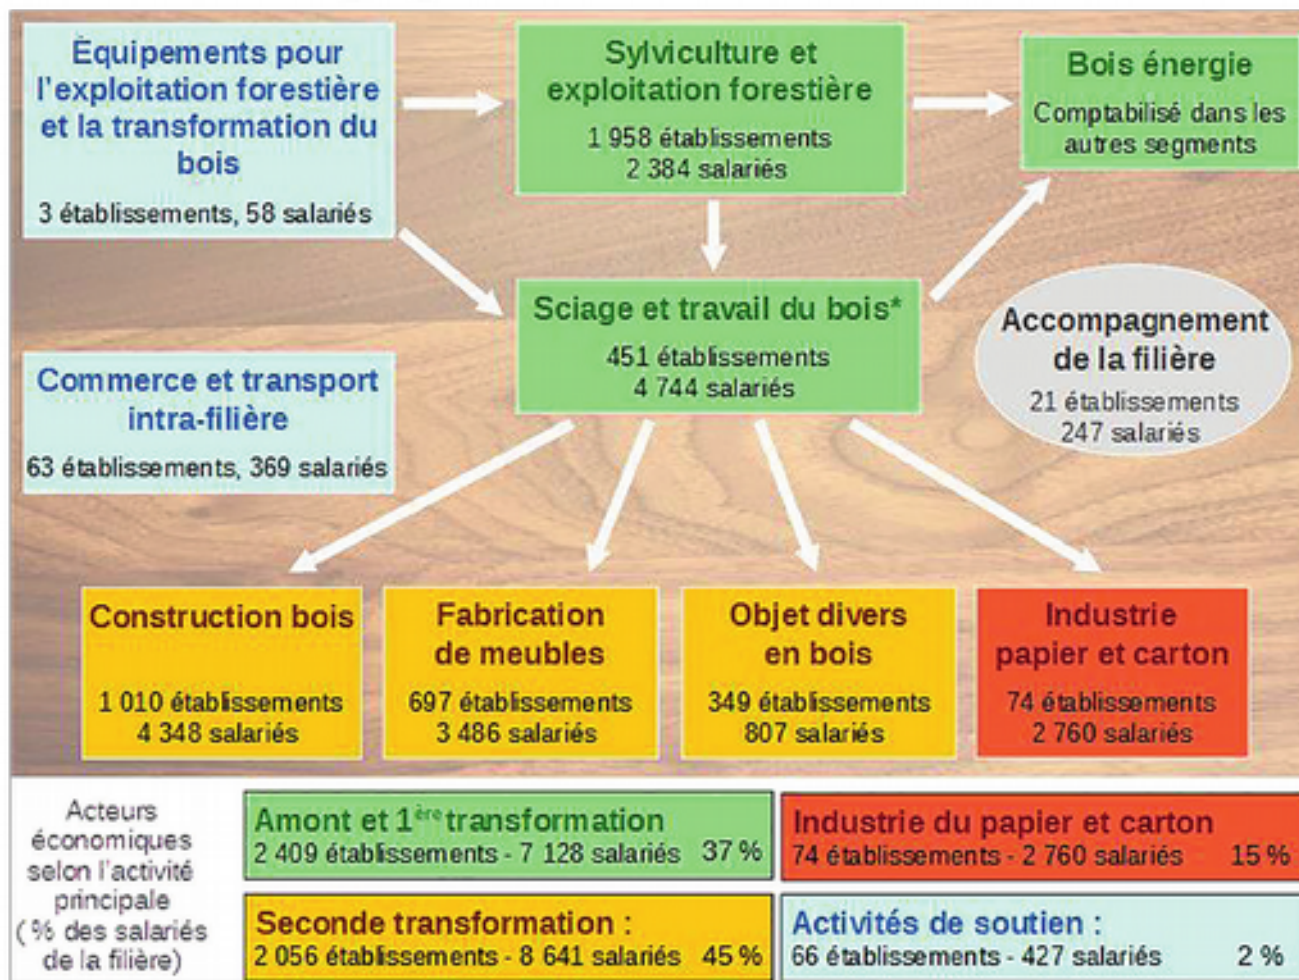 Équipements pour
l'exploitation forestière
et la transformation du
bois
3 établissements, 58 salariés
Sylviculture et
exploitation forestière
1 958 établissements
2 384 salariés
Bois énergie
Comptabilisé dans les
autres segments
Sciage et travail du bois*
451 établissements
4 744 salariés
Accompagnement
de la filière
21 établissements
247 salariés
Commerce et transport
intra-filière
63 établissements, 369 salariés
Construction bois
1 010 établissements
4 348 salariés
Fabrication
de meubles
697 établissements
3 486 salariés
Objet divers
en bois
349 établissements
807 salariés
Industrie
papier et carton
74 établissements
2 760 salariés
Acteurs
économiques
selon l'activité
principale
( % des salariés
de la filière)
Amont et 1ère transformation
2 409 établissements - 7 128 salariés 37 %
Industrie du papier et carton
74 établissements - 2 760 salariés 15 %
Seconde transformation :
2 056 établissements - 8 641 salariés 45 %
Activités de soutien :
66 établissements - 427 salariés 2 %